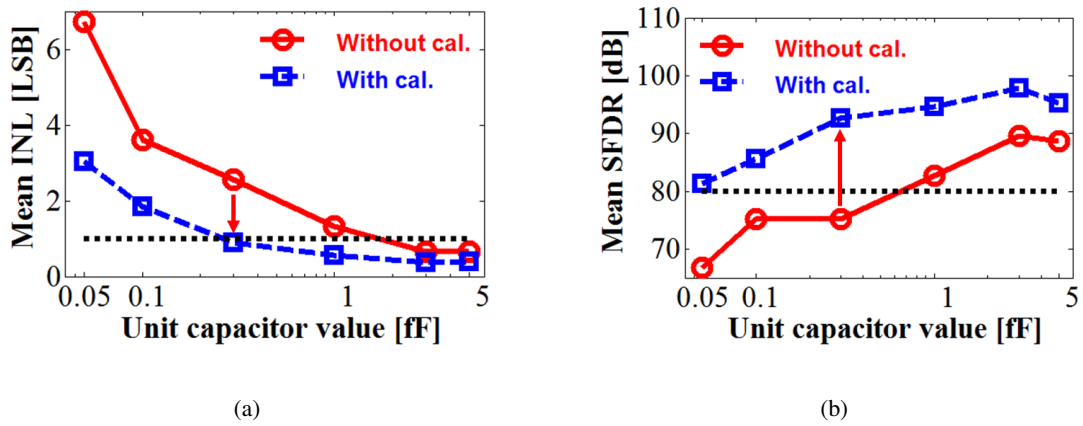 Mean INL [LSB]
6
4
2
0
Without cal.
With cal.
0.05 0.1 1 5
Unit capacitor value [fF]
(a)
Mean SFDR [dB]
110
100
90
80
70
Without cal.
With cal.
0.05 0.1 1 5
Unit capacitor value [fF]
(b)